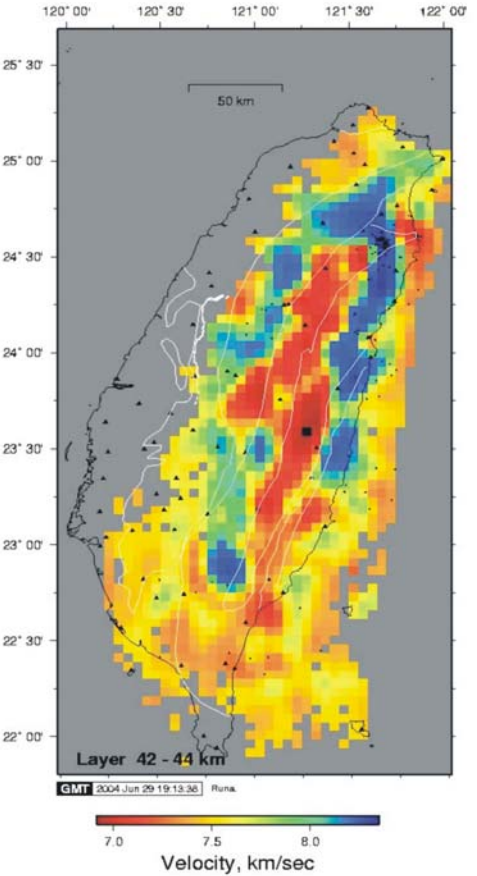 120˚ 00' 120˚ 30' 121˚ 00' 121˚ 30' 122˚ 00'
25˚ 30'
50 km
25˚ 00'
24˚ 30'
24˚ 00'
23˚ 30'
23˚ 00'
22˚ 30'
22˚ 00'
Layer 42 - 44 km
GMT 2004 Jun 29 19:13:38 Runa.
7.0 7.5 8.0
Velocity, km/sec